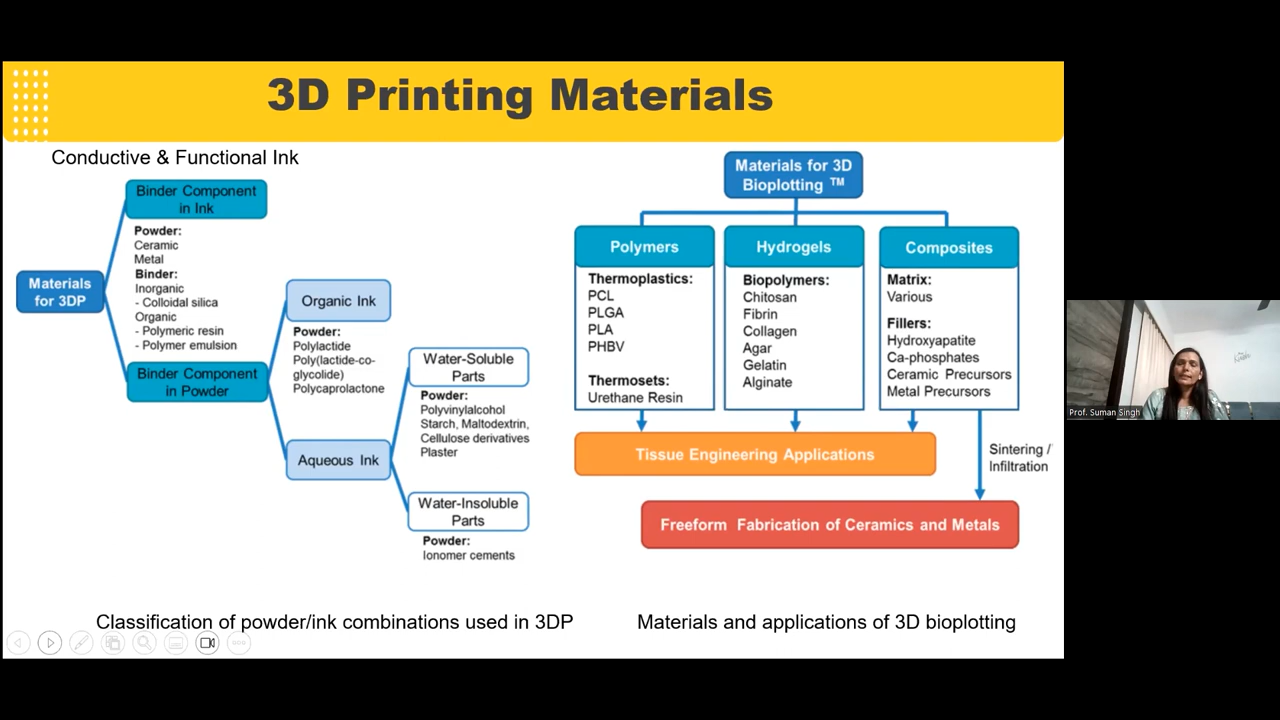 3D Printing Materials
Conductive & Functional Ink
Materials
for 3DP
Binder Component
in Ink
Powder:
Ceramic
Metal
Binder:
Inorganic
- Colloidal silica
Organic
- Polymeric resin
- Polymer emulsion
Binder Component
in Powder
Organic Ink
Powder:
Polylactide
Poly(lactide-co-
glycolide)
Polycaprolactone
Aqueous Ink
Water-Soluble
Parts
Powder:
Polyvinylalcohol
Starch, Maltodextrin,
Cellulose derivatives
Plaster
Water-Insoluble
Parts
Powder:
Ionomer cements
Classification of powder/ink combinations used in 3DP
Materials for 3D
Bioplotting TM
Polymers
Thermoplastics:
PCL
PLGA
PLA
PHBV
Thermosets:
Urethane Resin
Hydrogels
Biopolymers:
Chitosan
Fibrin
Collagen
Agar
Gelatin
Alginate
Composites
Matrix:
Various
Fillers:
Hydroxyapatite
Ca-phosphates
Ceramic Precursors
Metal Precursors
Tissue Engineering Applications
Sintering /
Infiltration
Freeform Fabrication of Ceramics and Metals
Materials and applications of 3D bioplotting
Prof. Suman Singh